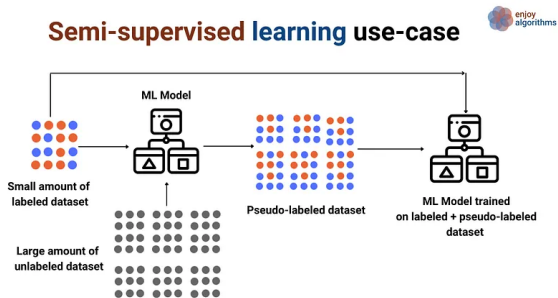 Semi-supervised learning use-case
enjoy
algorithms
ML Model
Small amount of
labeled dataset
Large amount of
unlabeled dataset
Pseudo-labeled dataset
ML Model trained
on labeled + pseudo-labeled
dataset